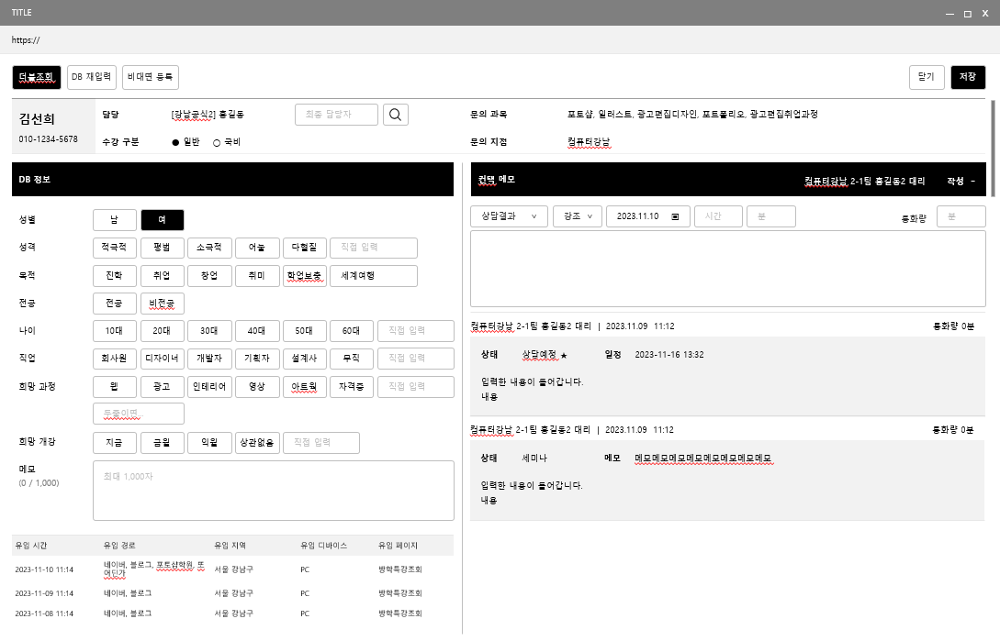 TITLE
https://
더블조회 DB 재입력 비대면 등록 닫기 저장
김선희
010-1234-5678
담당 [강남공식2] 홍길동 최종 담당자
수강 구분 일반 국비
문의 과목 포토샵, 일러스트, 광고편집디자인, 포트폴리오, 광고편집취업과정
문의 지점 컴퓨터강남
DB 정보
성별 남 여
성격 적극적 평범 소극적 어눌 다혈질 직접 입력
목적 진학 취업 창업 취미 학업보충 세계여행
전공 전공 비전공
나이 10대 20대 30대 40대 50대 60대 직접 입력
직업 회사원 디자이너 개발자 기획자 설계사 무직 직접 입력
희망 과정 웹 광고 인테리어 영상 아트웍 자격증 직접 입력
두줄이면..
희망 개강 지금 금월 익월 상관없음 직접 입력
메모 최대 1,000자
(0 / 1,000)
유입 시간 유입 경로 유입 지역 유입 디바이스 유입 페이지
2023-11-10 11:14 네이버, 블로그, 포토샵학원, 또
어딘가 서울 강남구 PC 방학특강조회
2023-11-09 11:14 네이버, 블로그 서울 강남구 PC 방학특강조회
2023-11-08 11:14 네이버, 블로그 서울 강남구 PC 방학특강조회
컨택 메모 컴퓨터강남 2-1팀 홍길동2 대리 작성 −
상담결과 강조 2023.11.10 시간 분 통화량 분
컴퓨터강남 2-1팀 홍길동2 대리 | 2023.11.09 11:12 통화량 0분
상태 상담예정 ★ 일정 2023-11-16 13:32
입력한 내용이 들어갑니다.
내용
컴퓨터강남 2-1팀 홍길동2 대리 | 2023.11.09 11:12 통화량 0분
상태 세미나 메모 메모메모메모메모메모메모메모메모
입력한 내용이 들어갑니다.
내용